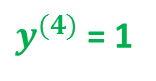 y⁽⁴⁾ = 1